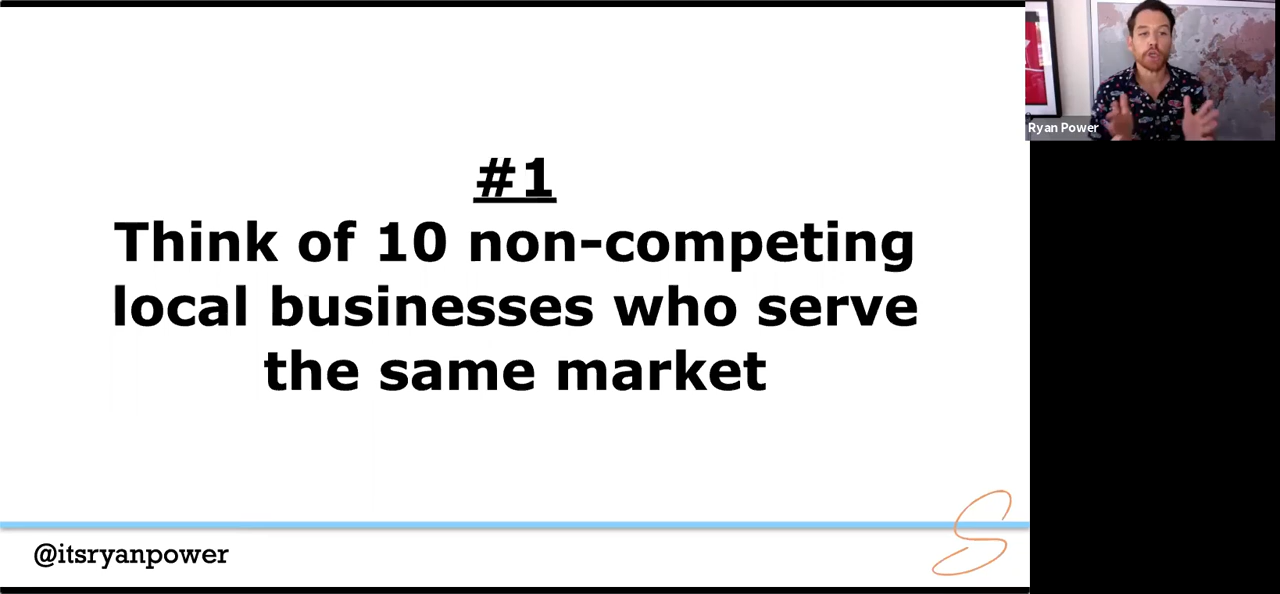 #1
Think of 10 non-competing
local businesses who serve
the same market
@itsryanpower
Ryan Power